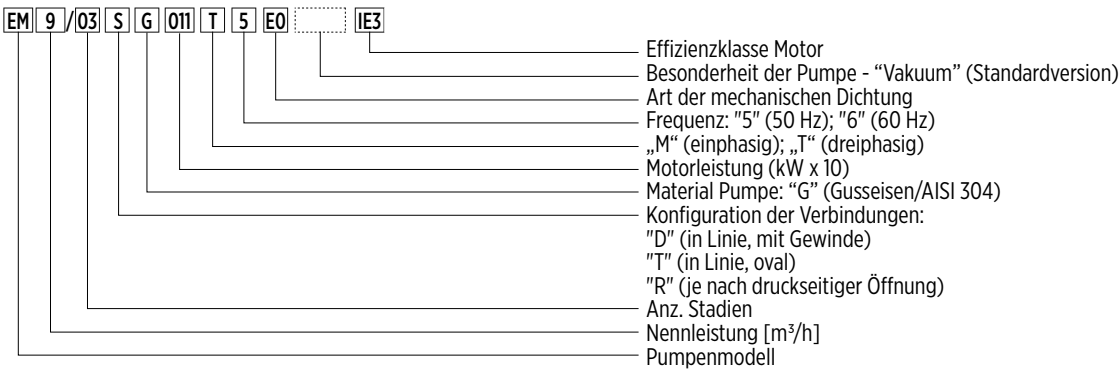 EM 9 /03 S G 011 T 5 E0 IE3
Effizienzklasse Motor
Besonderheit der Pumpe - “Vakuum” (Standardversion)
Art der mechanischen Dichtung
Frequenz: "5" (50 Hz); "6" (60 Hz)
„M“ (einphasig); „T“ (dreiphasig)
Motorleistung (kW x 10)
Material Pumpe: “G” (Gusseisen/AISI 304)
Konfiguration der Verbindungen:
"D" (in Linie, mit Gewinde)
"T" (in Linie, oval)
"R" (je nach druckseitiger Öffnung)
Anz. Stadien
Nennleistung [m³/h]
Pumpenmodell